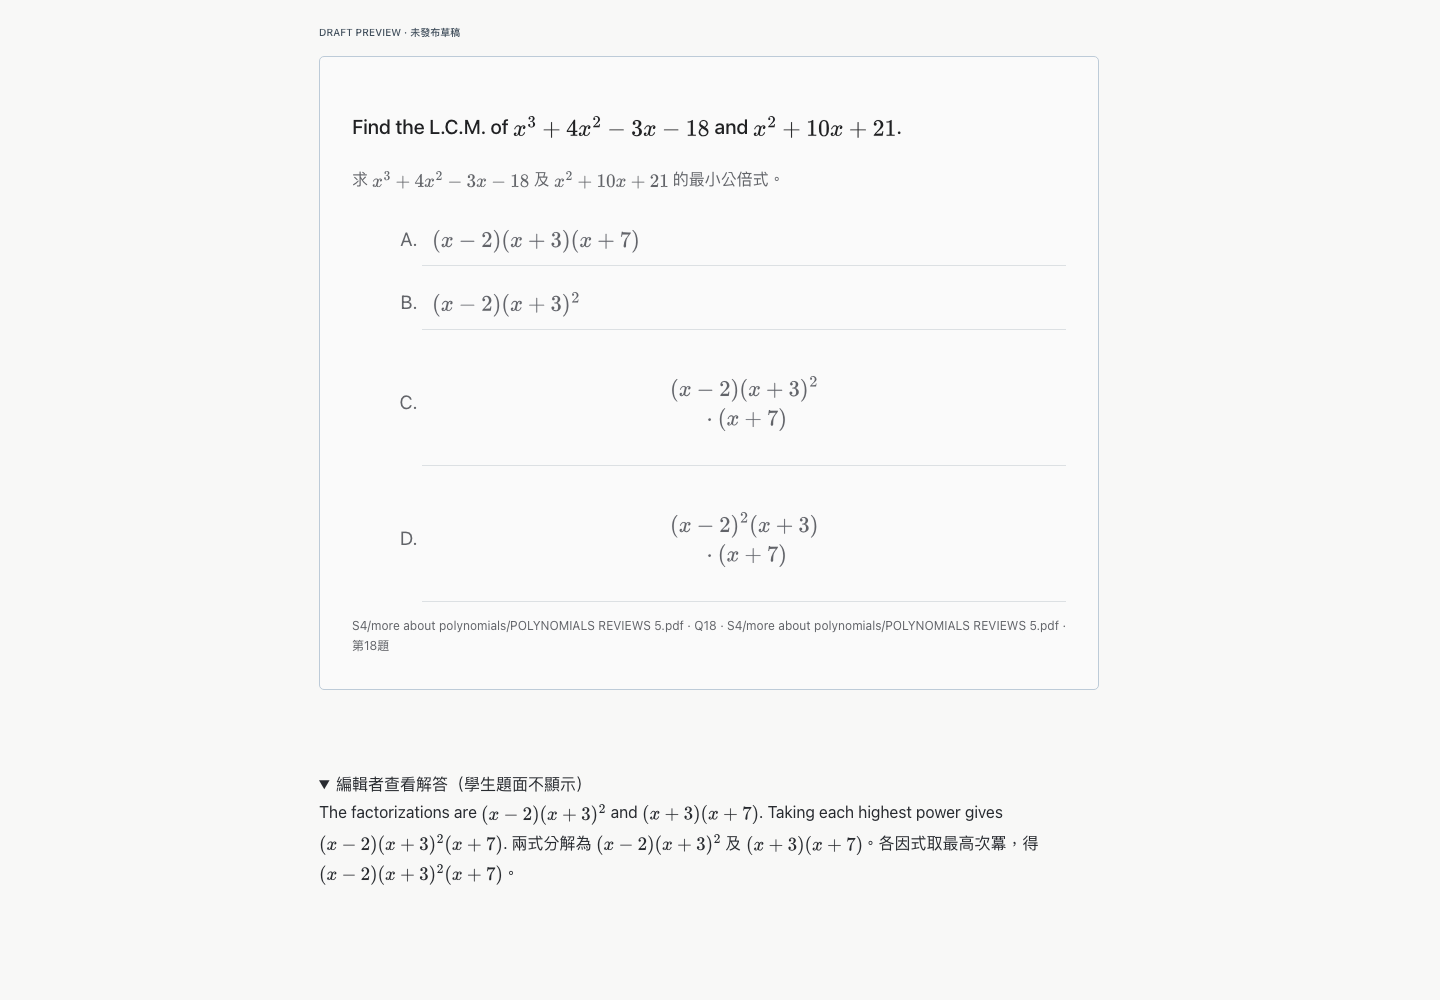 DRAFT PREVIEW · 未發布草稿
Find the L.C.M. of x³ + 4x² − 3x − 18 and x² + 10x + 21.
求 x³ + 4x² − 3x − 18 及 x² + 10x + 21 的最小公倍式。
A. (x − 2)(x + 3)(x + 7)
B. (x − 2)(x + 3)²
C. (x − 2)(x + 3)²
· (x + 7)
D. (x − 2)²(x + 3)
· (x + 7)
S4/more about polynomials/POLYNOMIALS REVIEWS 5.pdf · Q18 · S4/more about polynomials/POLYNOMIALS REVIEWS 5.pdf ·
第18題
▼ 編輯者查看解答（學生題面不顯示）
The factorizations are (x − 2)(x + 3)² and (x + 3)(x + 7). Taking each highest power gives
(x − 2)(x + 3)²(x + 7). 兩式分解為 (x − 2)(x + 3)² 及 (x + 3)(x + 7)。各因式取最高次冪，得
(x − 2)(x + 3)²(x + 7)。